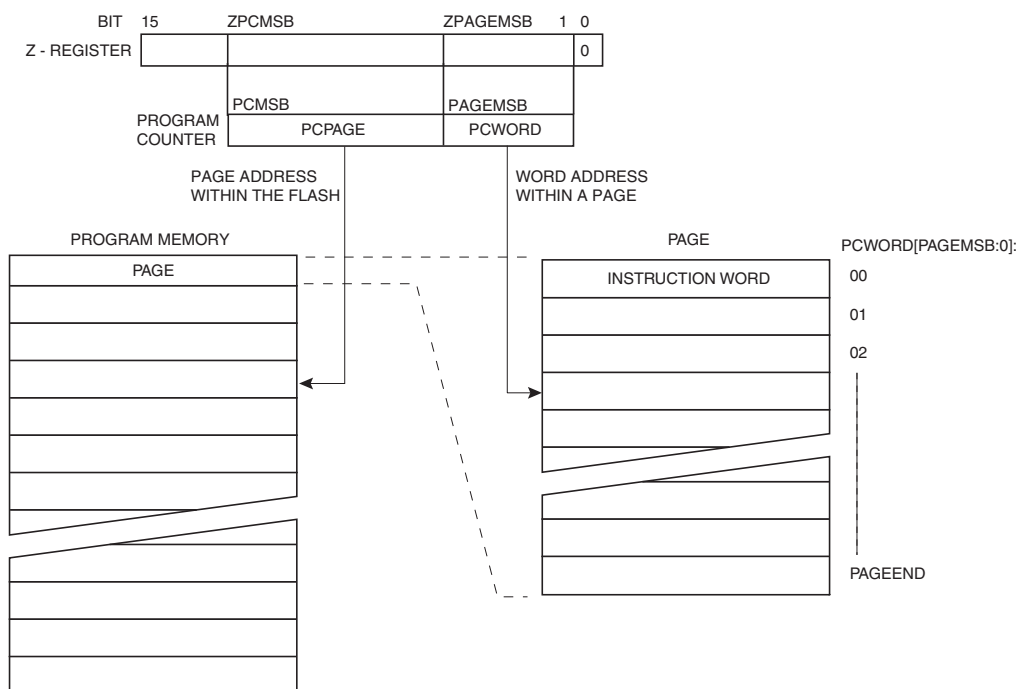 BIT 15 ZPCMSB ZPAGEMSB 1 0
Z - REGISTER 0
PCMSB PAGEMSB
PROGRAM
COUNTER
PCPAGE PCWORD
PAGE ADDRESS
WITHIN THE FLASH
WORD ADDRESS
WITHIN A PAGE
PROGRAM MEMORY
PAGE
PAGE
PCWORD[PAGEMSB:0]:
INSTRUCTION WORD 00
01
02
PAGEEND